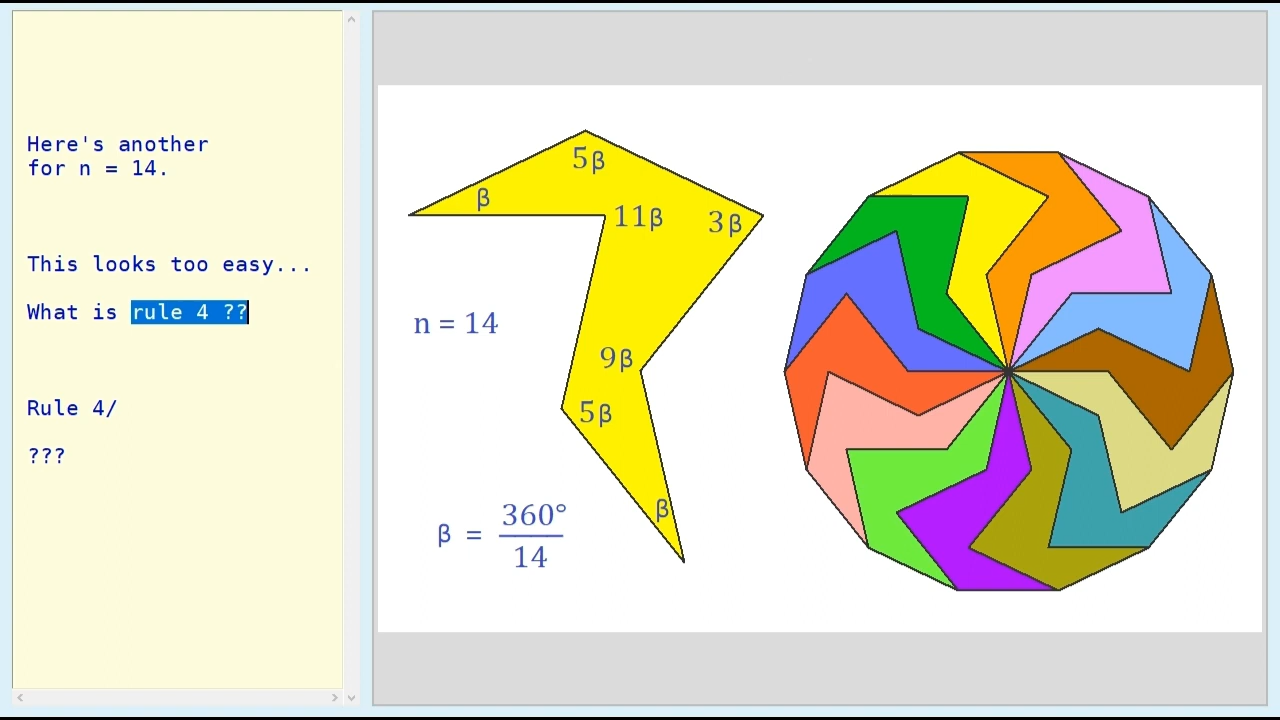 Here's another
for n = 14.
This looks too easy...
What is rule 4 ??
Rule 4/
???
5β
β
11β
3β
n = 14
9β
5β
β
β = 360°
14